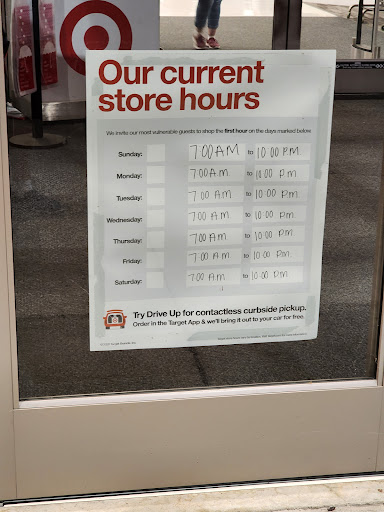 Our current
store hours
We invite our most vulnerable guests to shop the first hour on the days marked below.
Sunday: 7:00 AM to 10:00 PM
Monday: 7:00 AM to 10:00 PM
Tuesday: 7:00 AM to 10:00 PM
Wednesday: 7:00 AM to 10:00 PM
Thursday: 7:00 AM to 10:00 PM
Friday: 7:00 AM to 10:00 PM
Saturday: 7:00 AM to 10:00 PM
Try Drive Up for contactless curbside pickup.
Order in the Target App & we'll bring it out to your car for free.